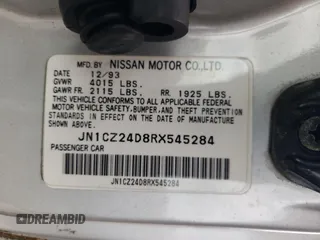 MFD. BY NISSAN MOTOR CO.,LTD.
DATE 12/93
GVWR 4015 LBS.
GAWR FR. 2115 LBS. RR. 1925 LBS.
THIS VEHICLE CONFORMS TO ALL APPLICABLE FEDERAL
MOTOR VEHICLE SAFETY,BUMPER,AND THEFT PREVENTION
STANDARDS IN EFFECT ON THE DATE OF MANUFACTURE
SHOWN ABOVE.
JN1CZ24D8RX545284
PASSENGER CAR
JN1CZ24D8RX545284
DREAMBID